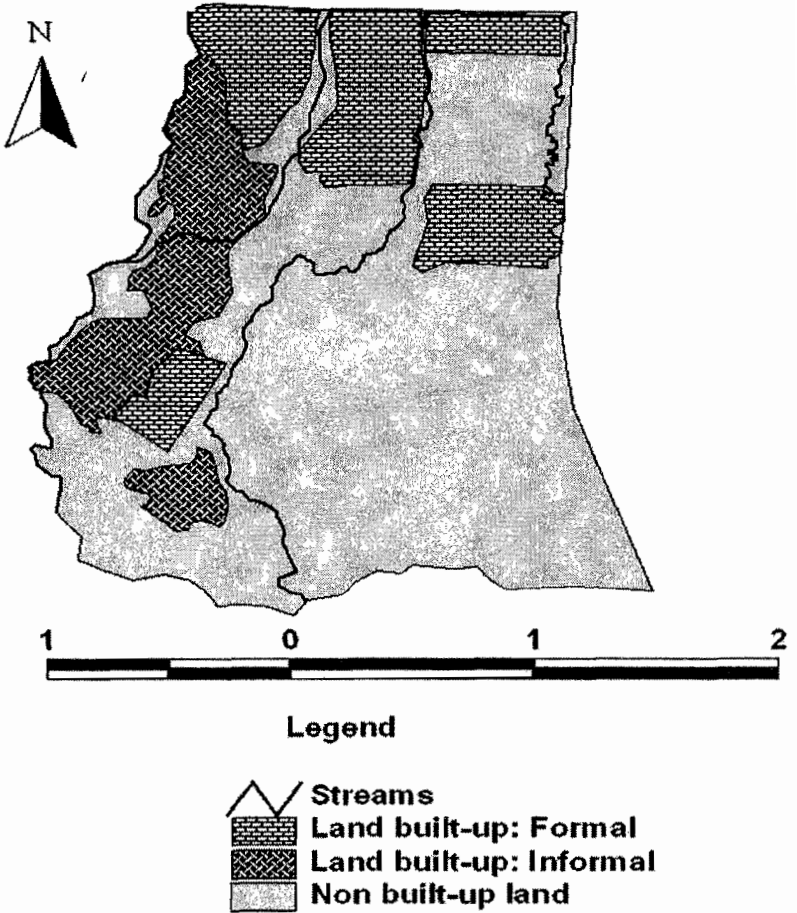 N
1 0 1 2
Legend
Streams
Land built-up: Formal
Land built-up: Informal
Non built-up land